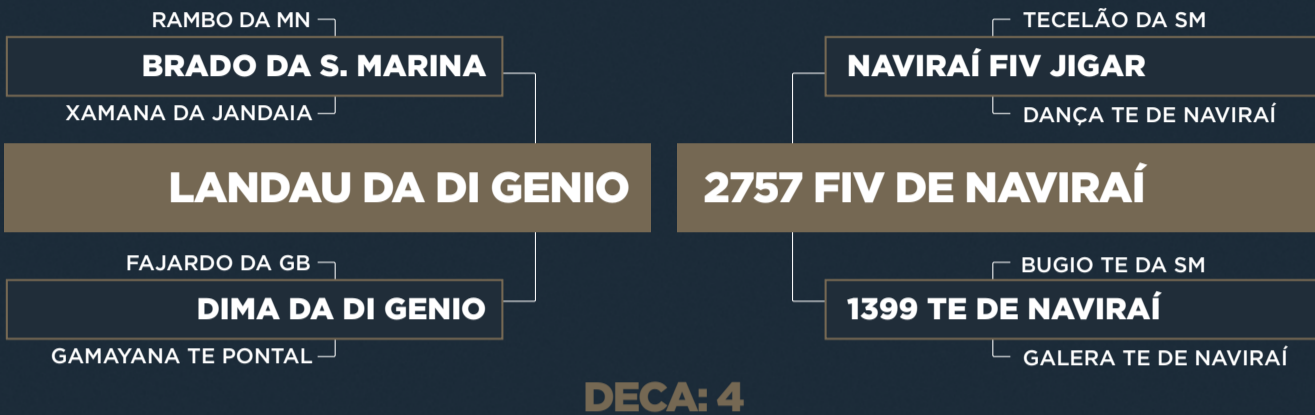 RAMBO DA MN
BRADO DA S. MARINA
XAMANA DA JANDAIA
LANDAU DA DI GENIO
FAJARDO DA GB
DIMA DA DI GENIO
GAMAYANA TE PONTAL
TECELÃO DA SM
NAVIRAÍ FIV JIGAR
DANÇA TE DE NAVIRAÍ
2757 FIV DE NAVIRAÍ
BUGIO TE DA SM
1399 TE DE NAVIRAÍ
GALERA TE DE NAVIRAÍ
DECA: 4